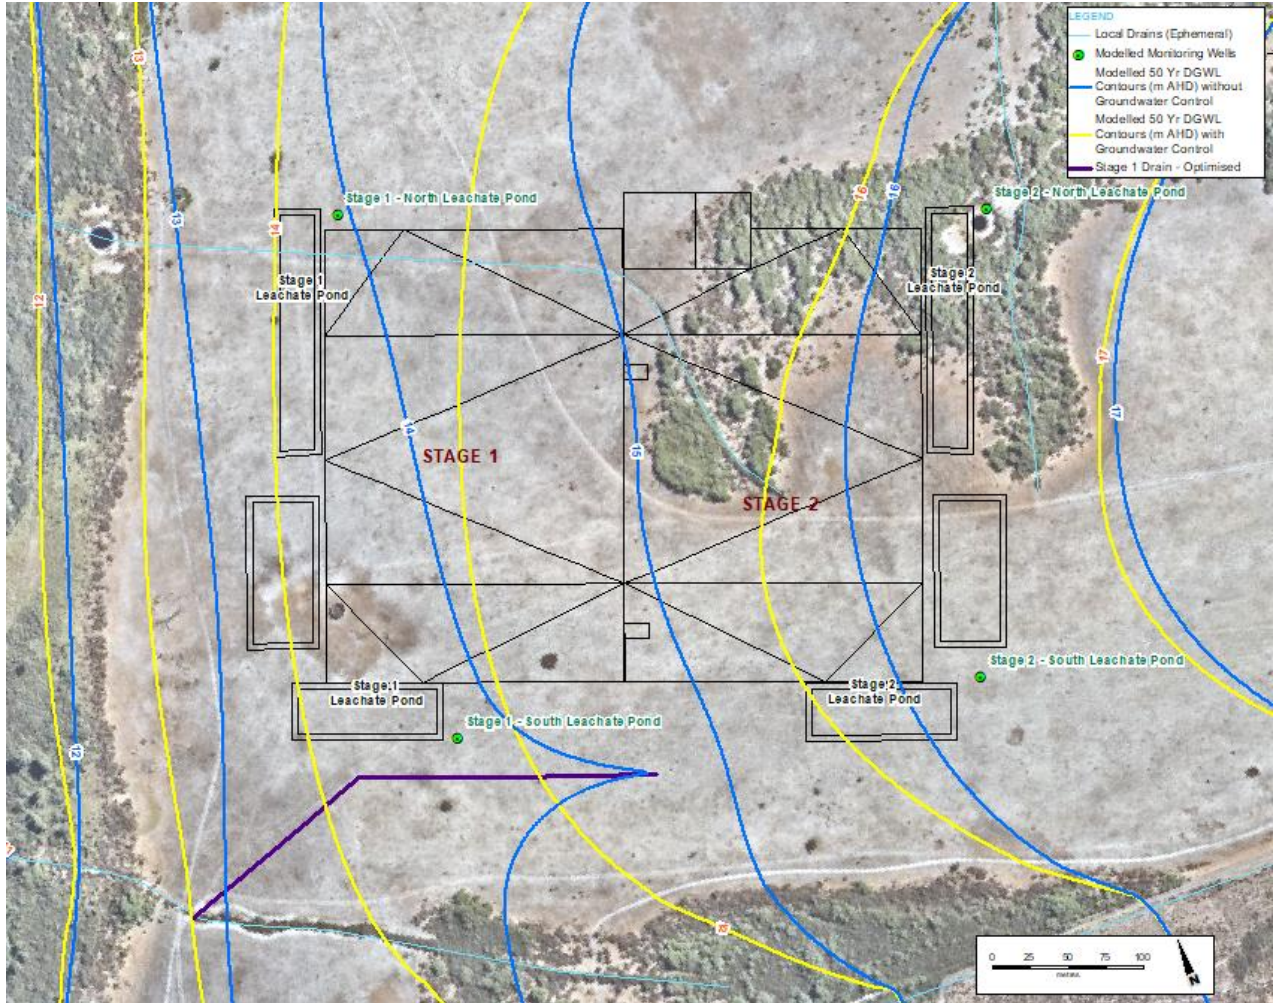 LEGEND
Local Drains (Ephemeral)
Modelled Monitoring Wells
Modelled 50 Yr DGWL
Contours (m AHD) without
Groundwater Control
Modelled 50 Yr DGWL
Contours (m AHD) with
Groundwater Control
Stage 1 Drain - Optimised
13
16
16
Stage 1 - North Leachate Pond
Stage 2 - North Leachate Pond
13
14
Stage 1
Leachate Pond
Stage 2
Leachate Pond
12
17
17
14
15
STAGE 1
STAGE 2
Stage 2 - South Leachate Pond
Stage 1
Leachate Pond
Stage 2
Leachate Pond
Stage 1 - South Leachate Pond
12
15
0 25 50 75 100
metres
N